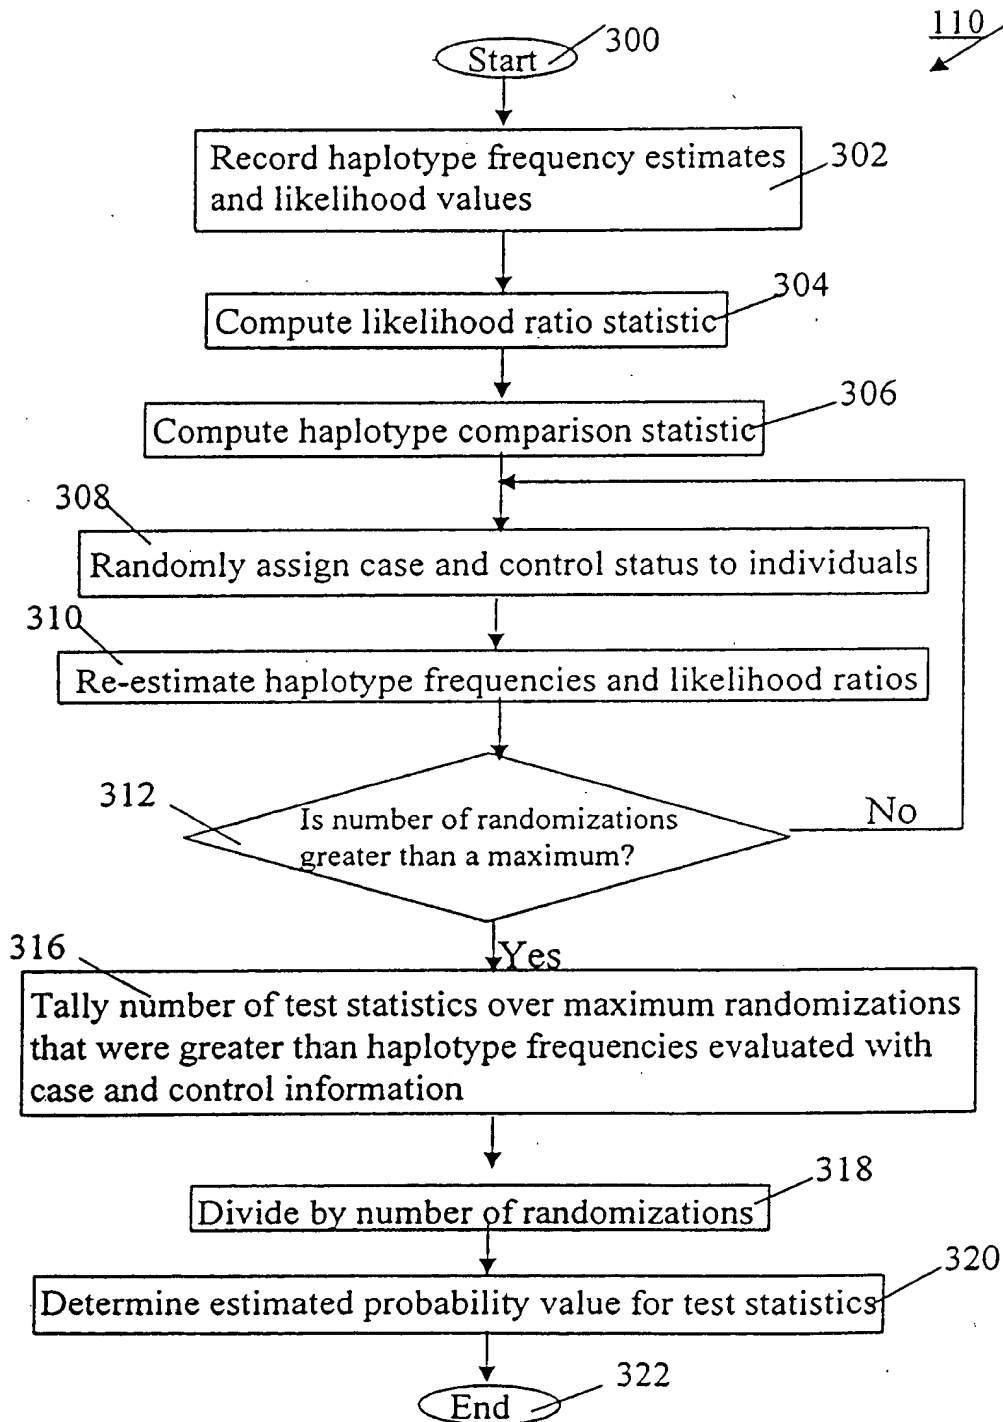 110
Start
300
Record haplotype frequency estimates
and likelihood values
302
Compute likelihood ratio statistic
304
Compute haplotype comparison statistic
306
308
Randomly assign case and control status to individuals
310
Re-estimate haplotype frequencies and likelihood ratios
312
Is number of randomizations
greater than a maximum?
No
Yes
316
Tally number of test statistics over maximum randomizations
that were greater than haplotype frequencies evaluated with
case and control information
318
Divide by number of randomizations
320
Determine estimated probability value for test statistics
End
322